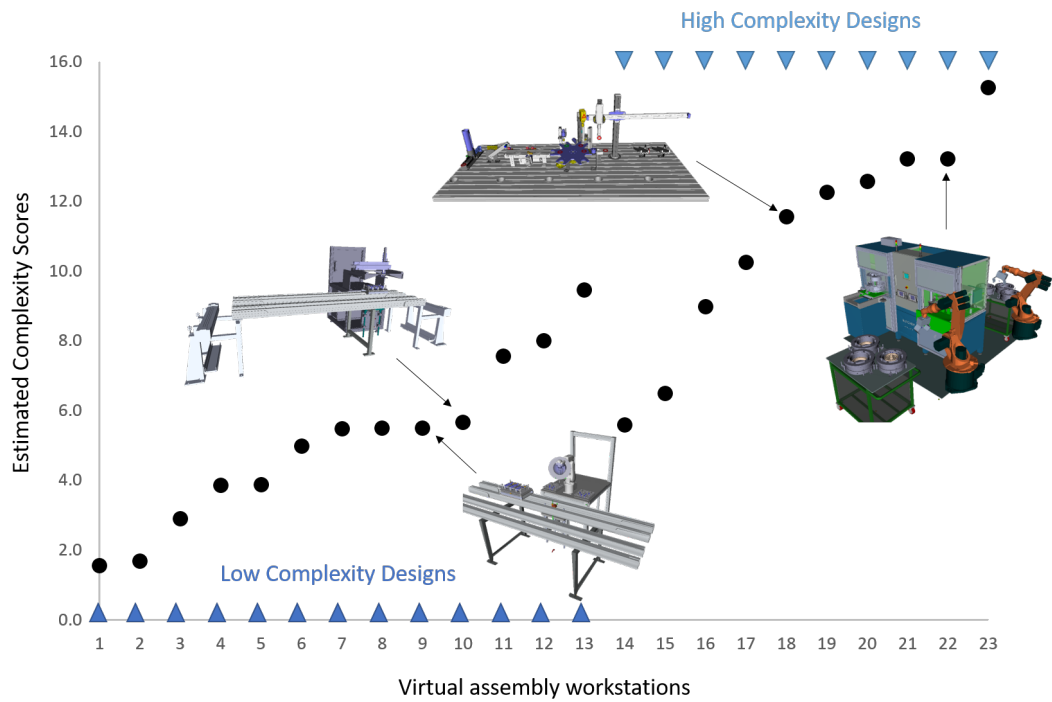 High Complexity Designs
16.0
14.0
12.0
10.0
8.0
6.0
4.0
2.0
0.0
Estimated Complexity Scores
Low Complexity Designs
1 2 3 4 5 6 7 8 9 10 11 12 13 14 15 16 17 18 19 20 21 22 23
Virtual assembly workstations